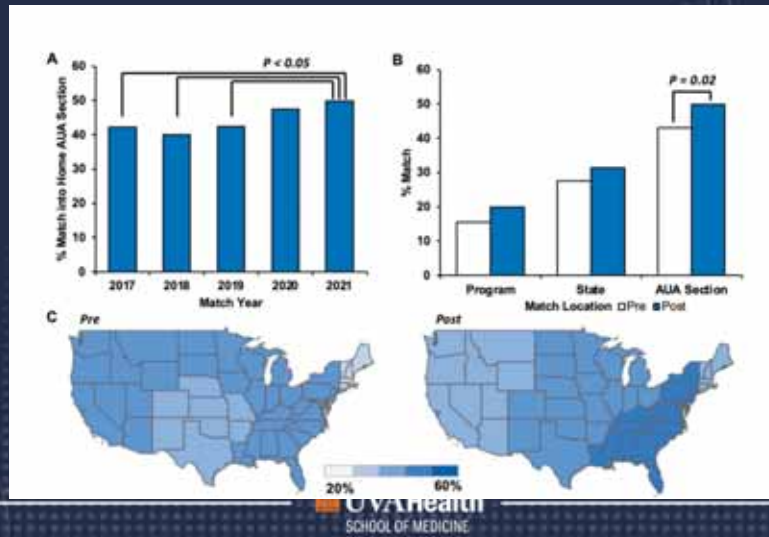 A
P < 0.05
% Match into Home AUA Section
60
50
40
30
20
10
0
2017 2018 2019 2020 2021
Match Year
B
P = 0.02
% Match
60
50
40
30
20
10
0
Program State AUA Section
Match Location Pre Post
C
Pre
Post
20% 60%
UVAHealth
SCHOOL OF MEDICINE